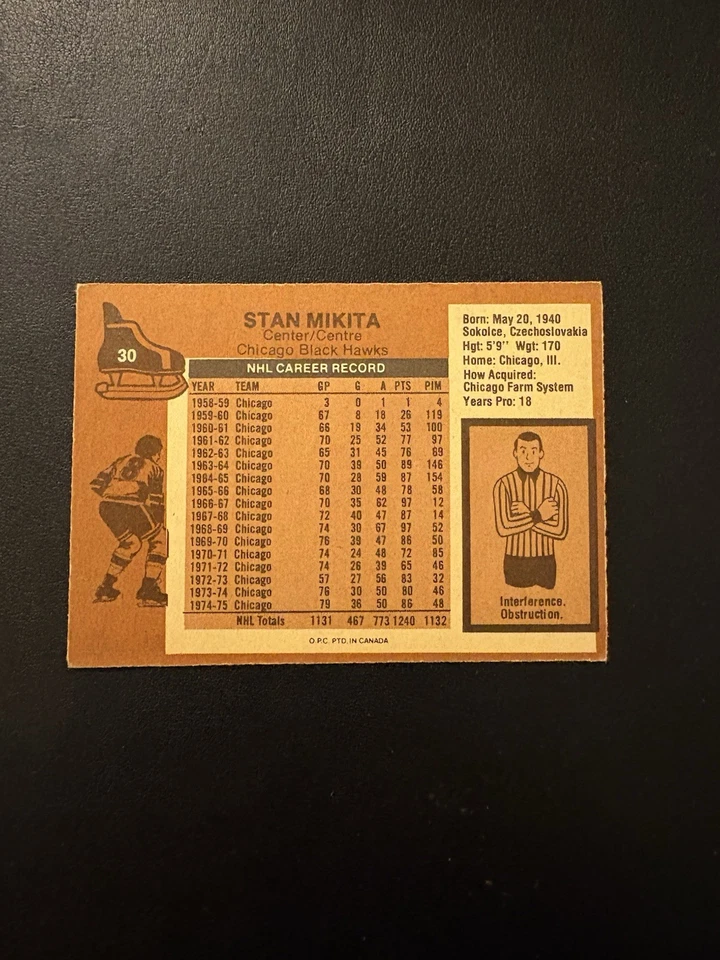 30
STAN MIKITA
Center/Centre
Chicago Black Hawks
NHL CAREER RECORD
YEAR TEAM GP G A PTS PIM
1958-59 Chicago 3 0 1 1 4
1959-60 Chicago 67 8 18 26 119
1960-61 Chicago 66 19 34 53 100
1961-62 Chicago 70 25 52 77 97
1962-63 Chicago 65 31 45 76 69
1963-64 Chicago 70 39 50 89 146
1964-65 Chicago 70 28 59 87 154
1965-66 Chicago 68 30 48 78 58
1966-67 Chicago 70 35 62 97 12
1967-68 Chicago 72 40 47 87 14
1968-69 Chicago 74 30 67 97 52
1969-70 Chicago 76 39 47 86 50
1970-71 Chicago 74 24 48 72 85
1971-72 Chicago 74 26 39 65 46
1972-73 Chicago 57 27 56 83 32
1973-74 Chicago 76 30 50 80 46
1974-75 Chicago 79 36 50 86 48
NHL Totals 1131 467 773 1240 1132
O.P.C. PTD. IN CANADA
Born: May 20, 1940
Sokolce, Czechoslovakia
Hgt: 5'9" Wgt: 170
Home: Chicago, Ill.
How Acquired:
Chicago Farm System
Years Pro: 18
Interference.
Obstruction.